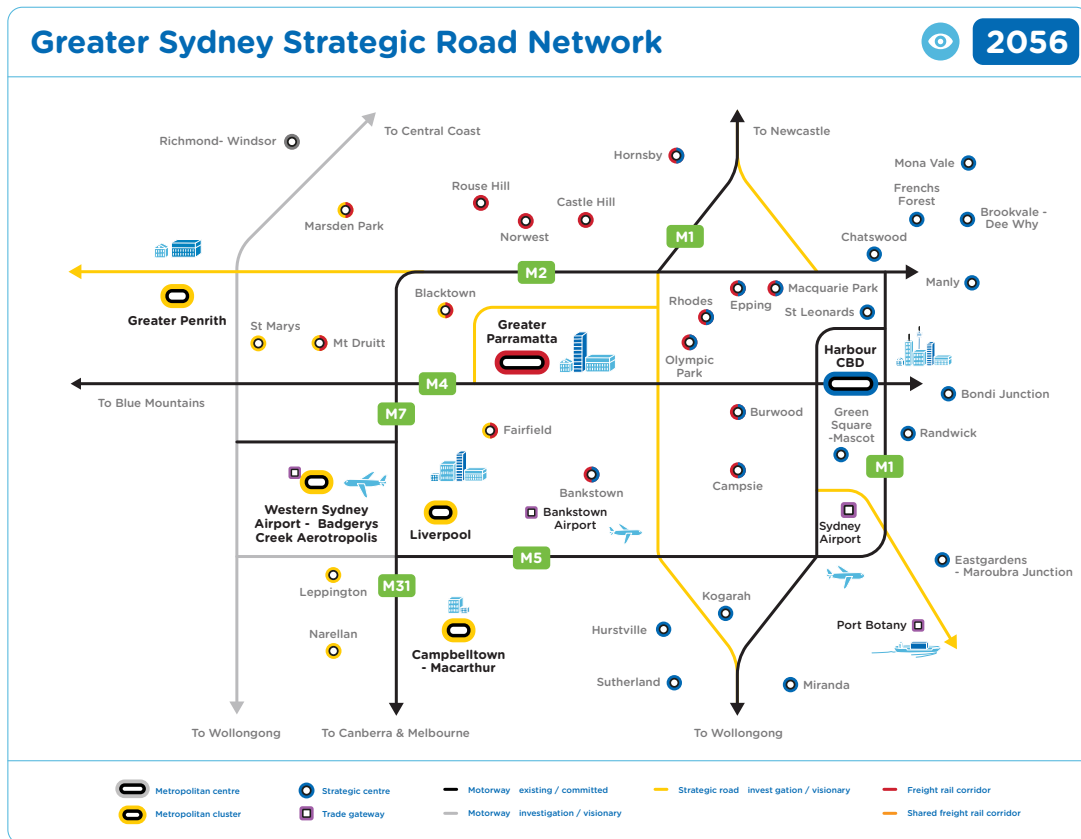 Greater Sydney Strategic Road Network
2056
To Central Coast
To Newcastle
Richmond- Windsor
Hornsby
Mona Vale
Rouse Hill
Castle Hill
Frenchs
Forest
Marsden Park
Norwest
Brookvale -
Dee Why
M1
Chatswood
M2
Greater Penrith
Blacktown
Rhodes
Epping
Macquarie Park
Manly
St Leonards
St Marys
Mt Druitt
Greater
Parramatta
Olympic
Park
Harbour
CBD
M4
To Blue Mountains
Bondi Junction
M7
Fairfield
Burwood
Green
Square
-Mascot
Randwick
M1
Western Sydney
Airport - Badgerys
Creek Aerotropolis
Liverpool
Bankstown
Bankstown
Airport
Campsie
Sydney
Airport
M5
Eastgardens
- Maroubra Junction
Leppington
M31
Kogarah
Narellan
Campbelltown
- Macarthur
Hurstville
Port Botany
Sutherland
Miranda
To Wollongong
To Canberra & Melbourne
To Wollongong
Metropolitan centre
Strategic centre
Motorway existing / committed
Strategic road invest gation / visionary
Freight rail corridor
Metropolitan cluster
Trade gateway
Motorway investigation / visionary
Shared freight rail corridor